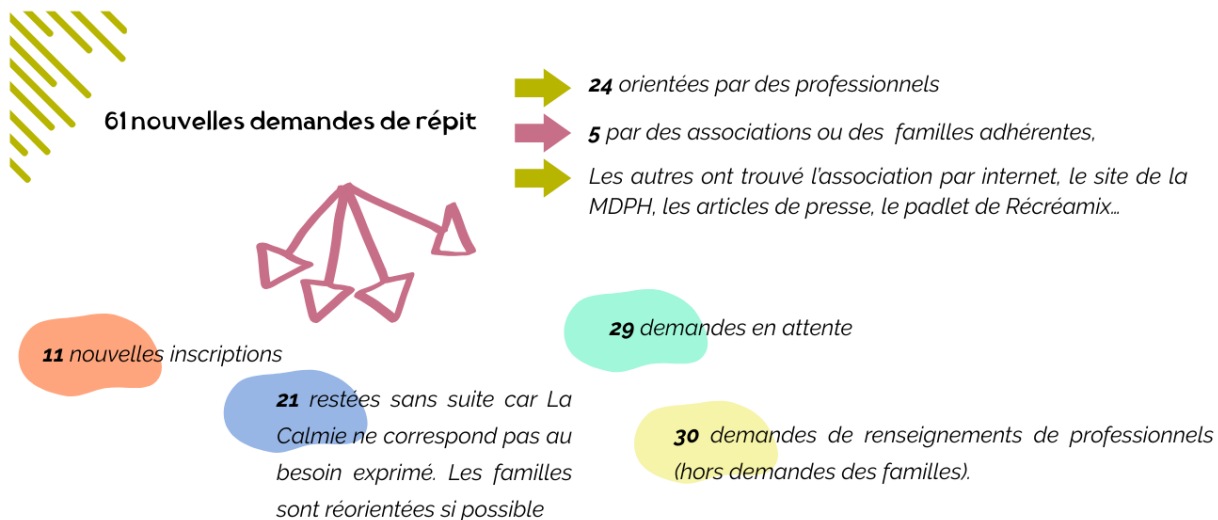 61 nouvelles demandes de répit
24 orientées par des professionnels
5 par des associations ou des familles adhérentes,
Les autres ont trouvé l'association par internet, le site de la
MDPH, les articles de presse, le padlet de Récréamix…
11 nouvelles inscriptions
29 demandes en attente
21 restées sans suite car La
Calmie ne correspond pas au
besoin exprimé. Les familles
sont réorientées si possible
30 demandes de renseignements de professionnels
(hors demandes des familles).